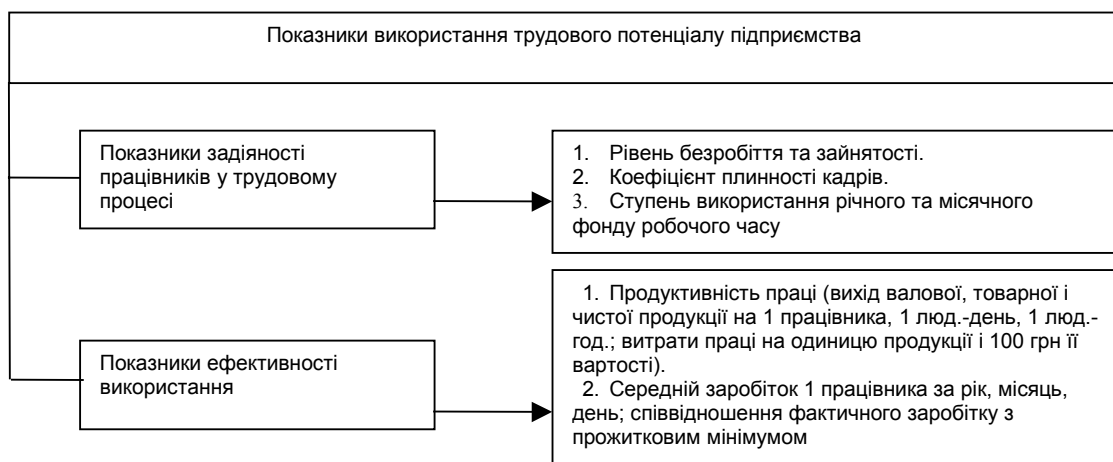 Показники використання трудового потенціалу підприємства
Показники задіяності
працівників у трудовому
процесі
1. Рівень безробіття та зайнятості.
2. Коефіцієнт плинності кадрів.
3. Ступень використання річного та місячного
фонду робочого часу
Показники ефективності
використання
1. Продуктивність праці (вихід валової, товарної і
чистої продукції на 1 працівника, 1 люд.-день, 1 люд.-
год.; витрати праці на одиницю продукції і 100 грн її
вартості).
2. Середній заробіток 1 працівника за рік, місяць,
день; співвідношення фактичного заробітку з
прожитковим мінімумом